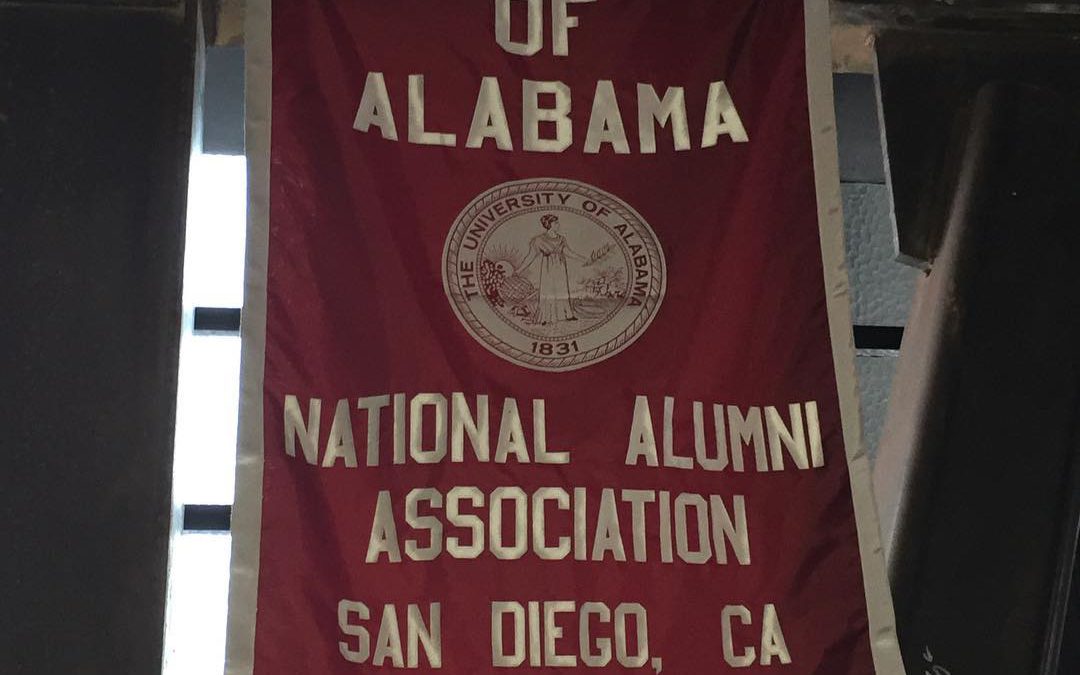 OF
ALABAMA
THE UNIVERSITY OF ALABAMA
1831
NATIONAL ALUMNI
ASSOCIATION
SAN DIEGO, CA